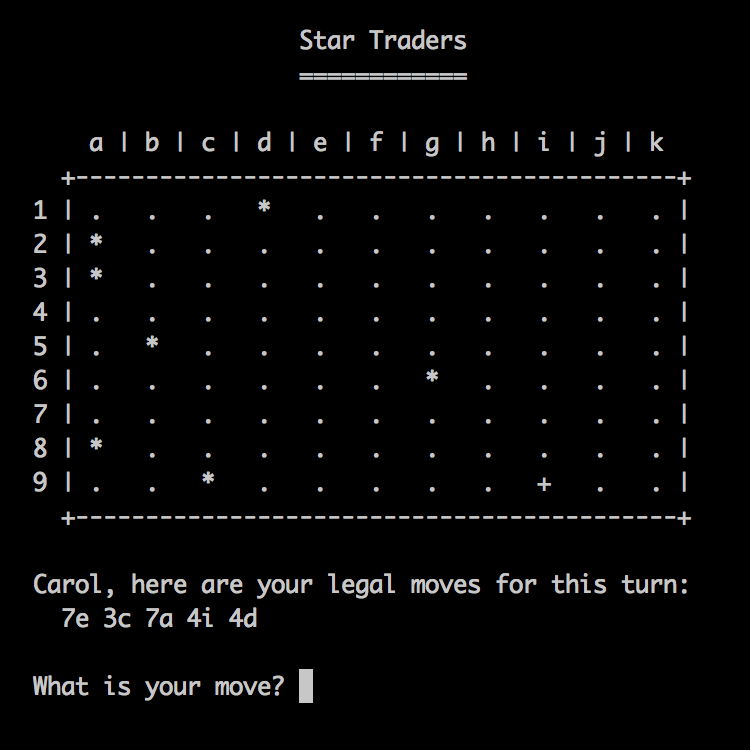 Star Traders
============
a | b | c | d | e | f | g | h | i | j | k
+-------------------------------------------+
1 | .   .   .   *   .   .   .   .   .   .   . |
2 | *   .   .   .   .   .   .   .   .   .   . |
3 | *   .   .   .   .   .   .   .   .   .   . |
4 | .   .   .   .   .   .   .   .   .   .   . |
5 | .   *   .   .   .   .   .   .   .   .   . |
6 | .   .   .   .   .   .   *   .   .   .   . |
7 | .   .   .   .   .   .   .   .   .   .   . |
8 | *   .   .   .   .   .   .   .   .   .   . |
9 | .   .   *   .   .   .   .   .   +   .   . |
+-------------------------------------------+
Carol, here are your legal moves for this turn:
7e 3c 7a 4i 4d
What is your move?